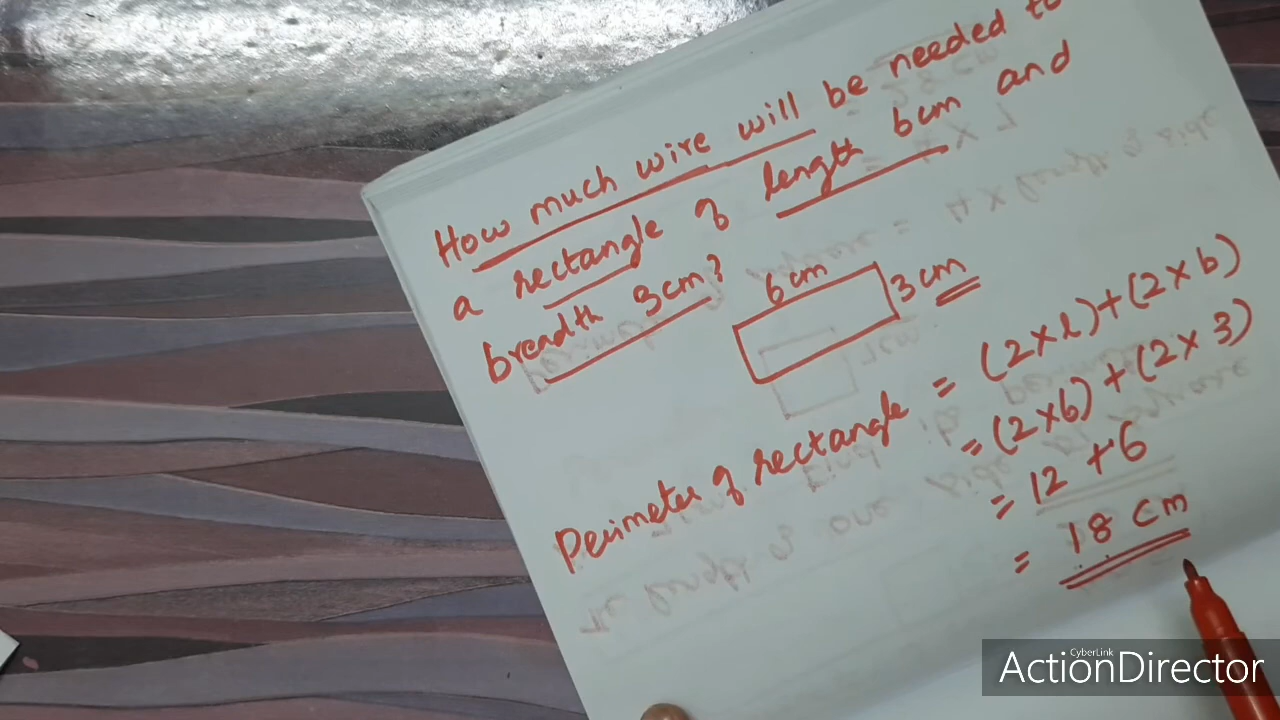 How much wire will be needed to
a rectangle of length 6cm and
breadth 3cm?
6cm
3cm
Perimeter of rectangle = (2×l)+(2×b)
=(2×6)+(2×3)
= 12 +6
= 18 cm
CyberLink
ActionDirector